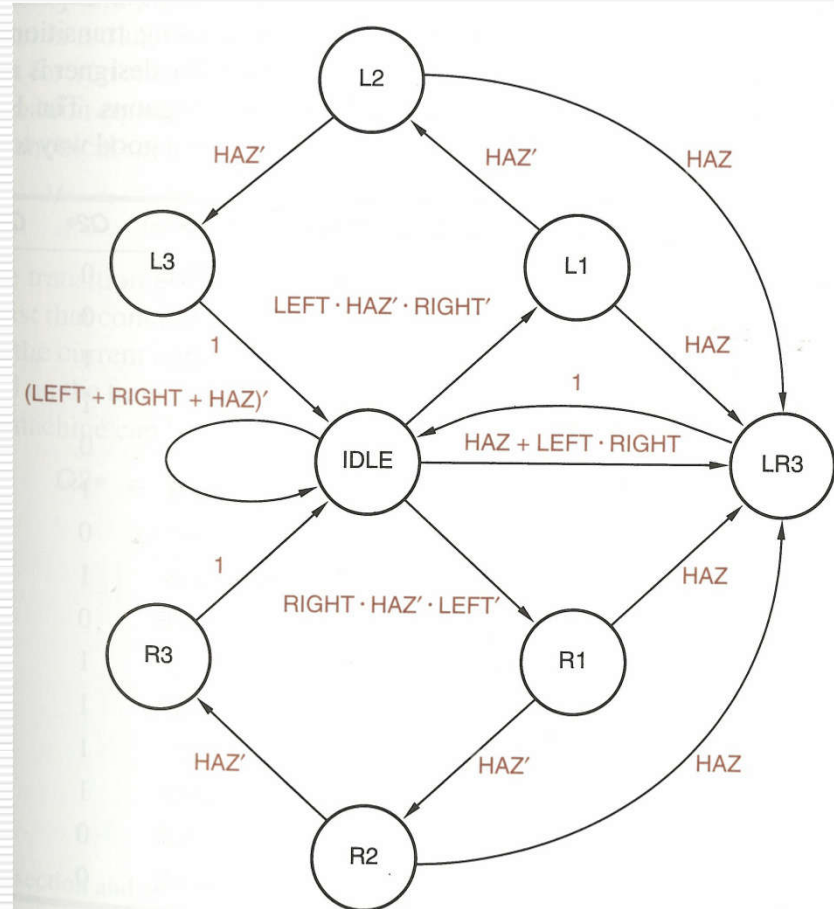 L2
HAZ′
HAZ′
HAZ
L3
L1
LEFT · HAZ′ · RIGHT′
1
HAZ
(LEFT + RIGHT + HAZ)′
1
IDLE
HAZ + LEFT · RIGHT
LR3
1
RIGHT · HAZ′ · LEFT′
HAZ
R3
R1
HAZ′
HAZ′
HAZ
R2